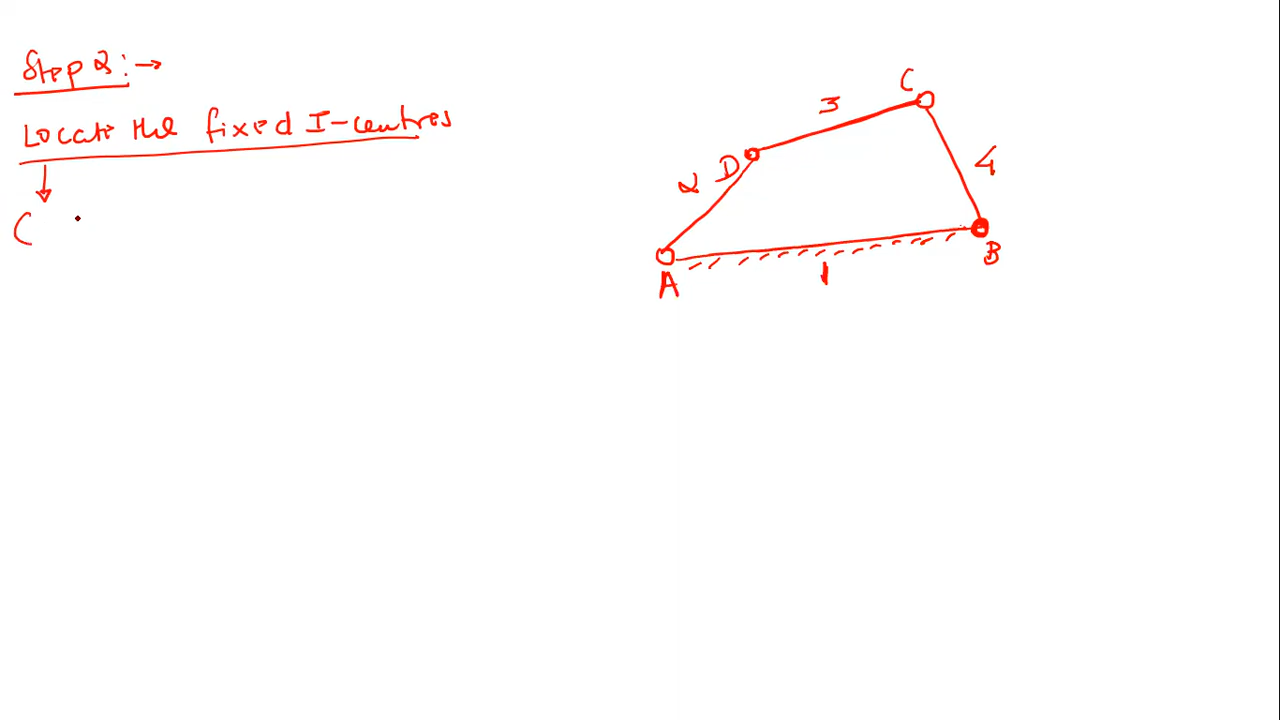 Step 2:→
Locate the fixed I-centres
↓
(
C
3
4
D
2
A
1
B